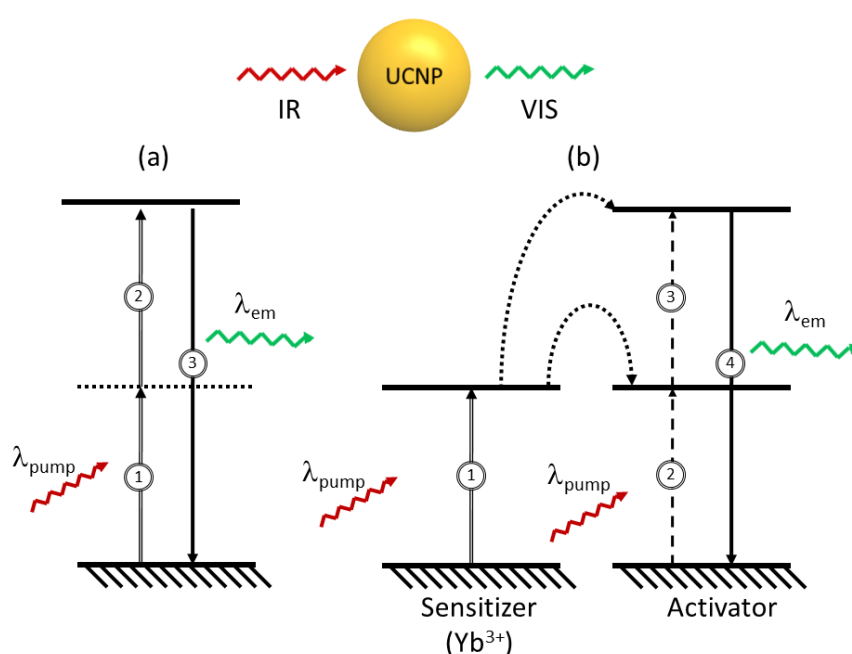 UCNP
IR
VIS
(a)
(b)
2
λem
3
1
λpump
3
λem
4
1
λpump
2
λpump
Sensitizer
(Yb³⁺)
Activator